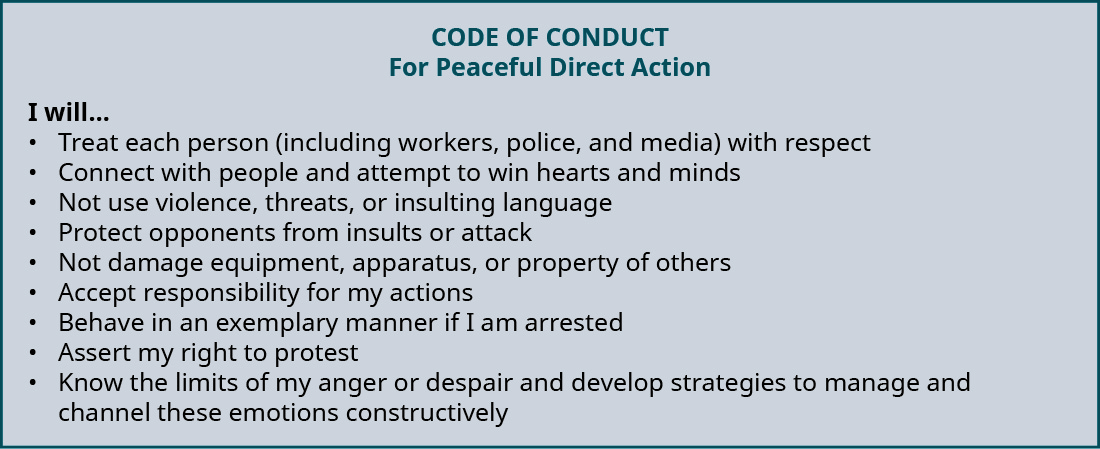 CODE OF CONDUCT
For Peaceful Direct Action
I will...
• Treat each person (including workers, police, and media) with respect
• Connect with people and attempt to win hearts and minds
• Not use violence, threats, or insulting language
• Protect opponents from insults or attack
• Not damage equipment, apparatus, or property of others
• Accept responsibility for my actions
• Behave in an exemplary manner if I am arrested
• Assert my right to protest
• Know the limits of my anger or despair and develop strategies to manage and
channel these emotions constructively